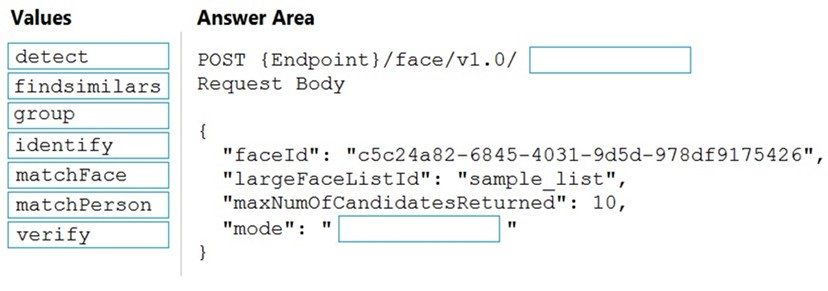 Values
detect
findsimilars
group
identify
matchFace
matchPerson
verify
Answer Area
POST {Endpoint}/face/v1.0/
Request Body
{
"faceId": "c5c24a82-6845-4031-9d5d-978df9175426",
"largeFaceListId": "sample_list",
"maxNumOfCandidatesReturned": 10,
"mode": " "
}